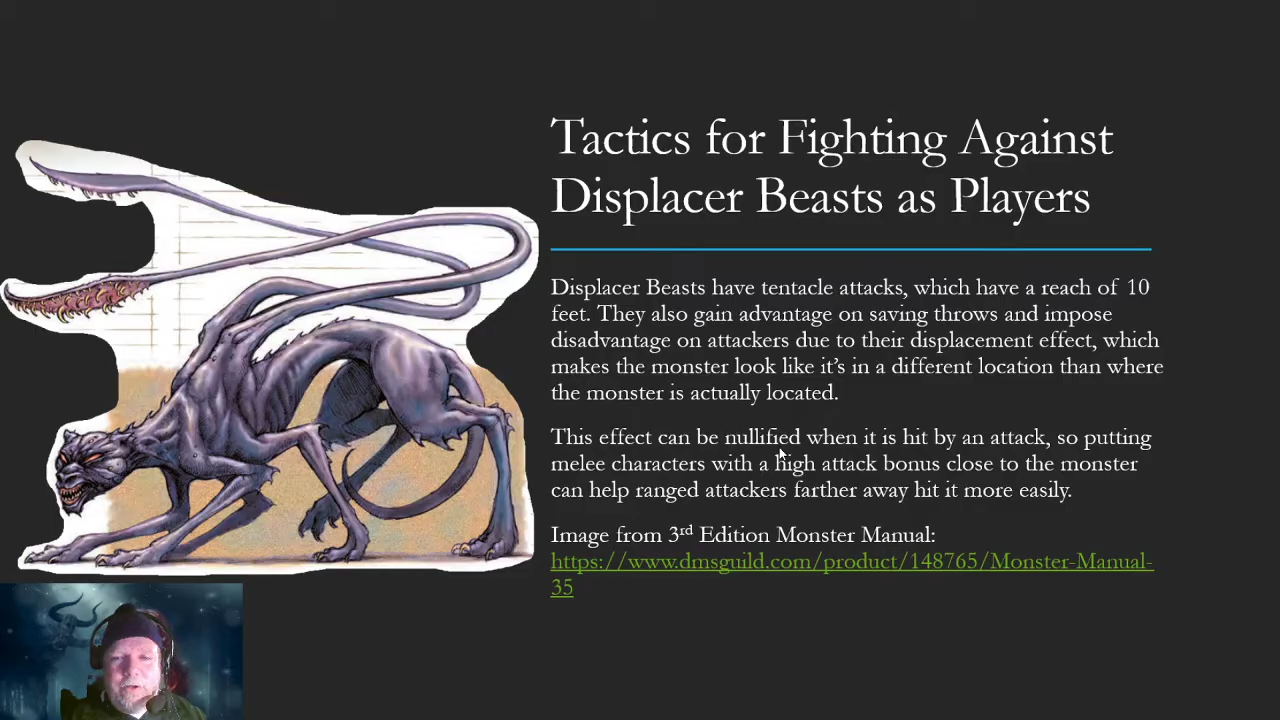 Tactics for Fighting Against
Displacer Beasts as Players
Displacer Beasts have tentacle attacks, which have a reach of 10
feet. They also gain advantage on saving throws and impose
disadvantage on attackers due to their displacement effect, which
makes the monster look like it’s in a different location than where
the monster is actually located.
This effect can be nullified when it is hit by an attack, so putting
melee characters with a high attack bonus close to the monster
can help ranged attackers farther away hit it more easily.
Image from 3rd Edition Monster Manual:
https://www.dmsguild.com/product/148765/Monster-Manual-
35